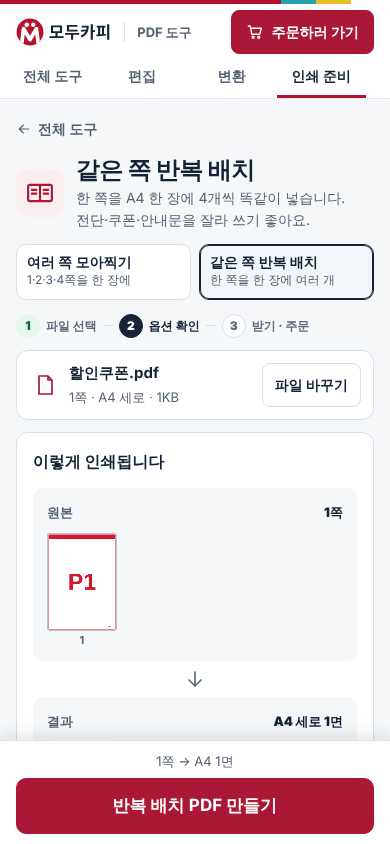 모두카피
PDF 도구
주문하러 가기
전체 도구
편집
변환
인쇄 준비
← 전체 도구
같은 쪽 반복 배치
한 쪽을 A4 한 장에 4개씩 똑같이 넣습니다.
전단·쿠폰·안내문을 잘라 쓰기 좋아요.
여러 쪽 모아찍기
1·2·3·4쪽을 한 장에
같은 쪽 반복 배치
한 쪽을 한 장에 여러 개
1 파일 선택
2 옵션 확인
3 받기 · 주문
할인쿠폰.pdf
1쪽 · A4 세로 · 1KB
파일 바꾸기
이렇게 인쇄됩니다
원본
1쪽
P1
1
↓
결과
A4 세로 1면
1쪽 → A4 1면
반복 배치 PDF 만들기